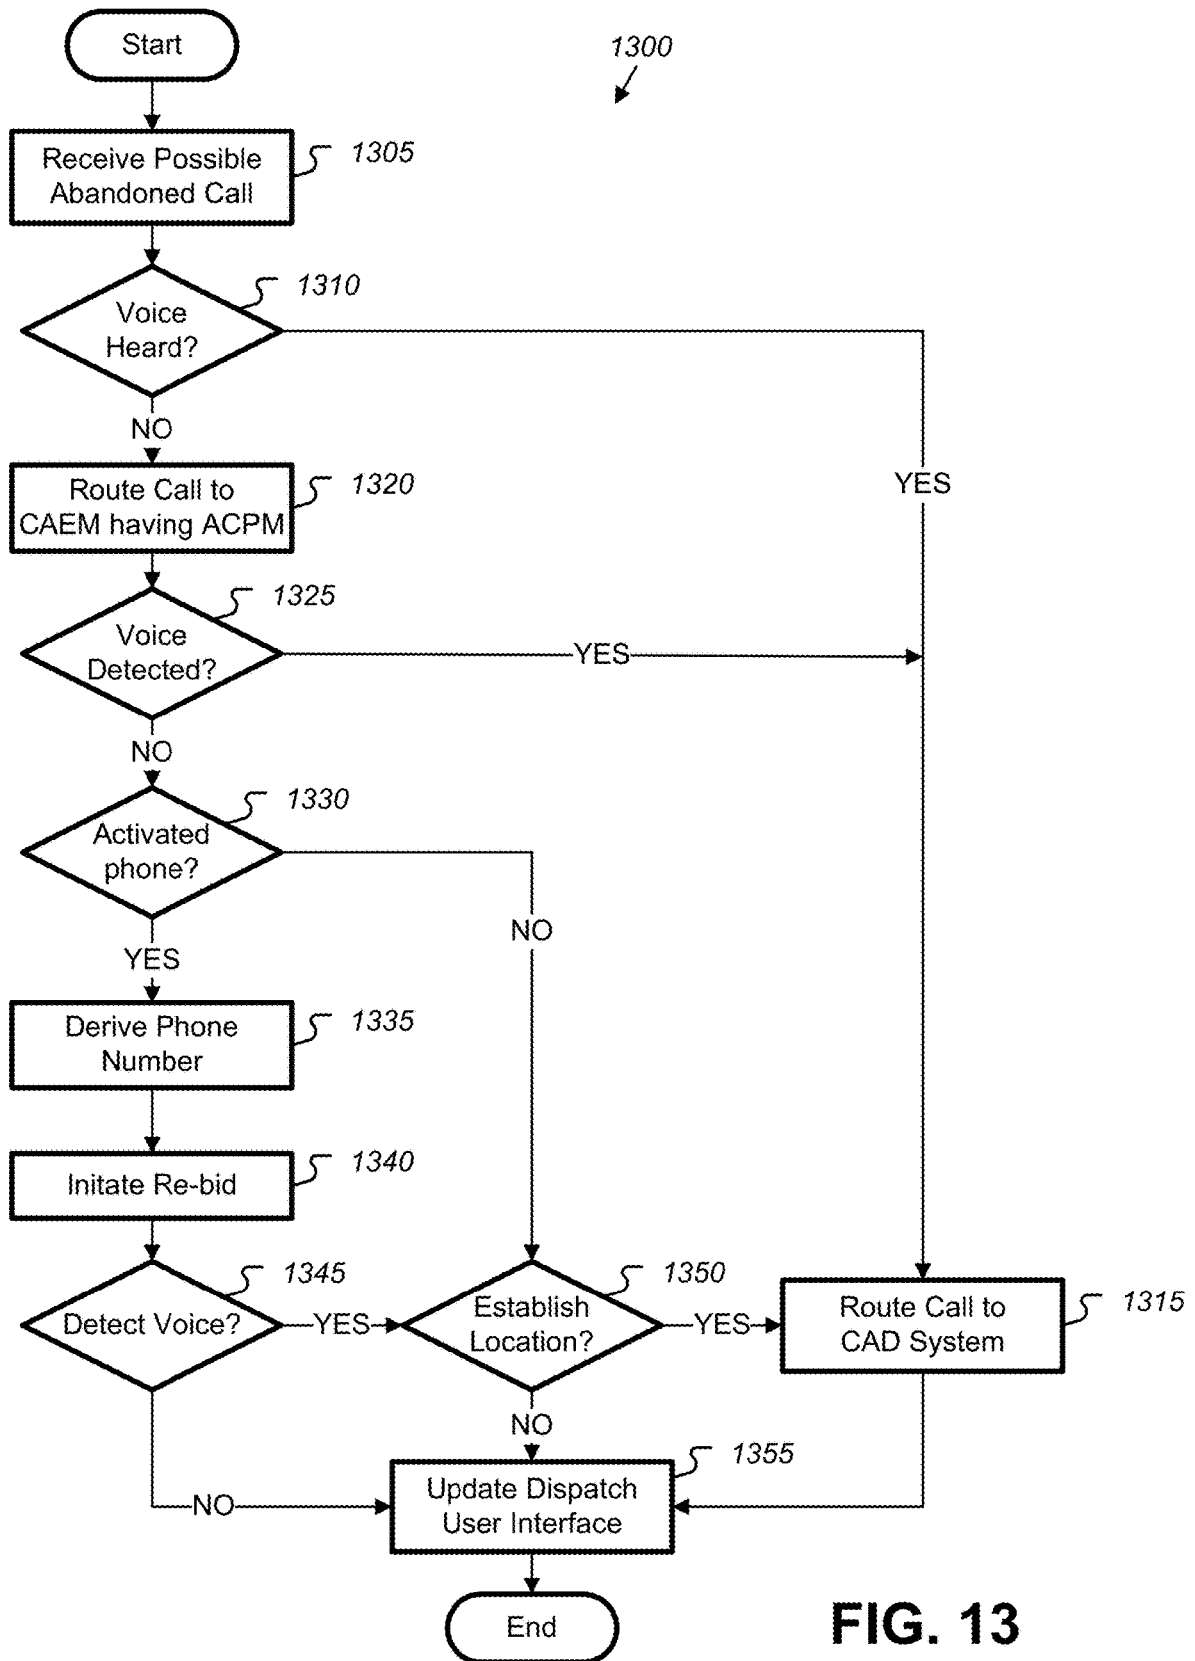 Start
1300
Receive Possible
Abandoned Call
1305
Voice
Heard?
1310
NO
YES
Route Call to
CAEM having ACPM
1320
Voice
Detected?
1325
YES
NO
Activated
phone?
1330
NO
YES
Derive Phone
Number
1335
Initate Re-bid
1340
Detect Voice?
1345
YES
Establish
Location?
1350
YES
Route Call to
CAD System
1315
NO
NO
Update Dispatch
User Interface
1355
End
FIG. 13